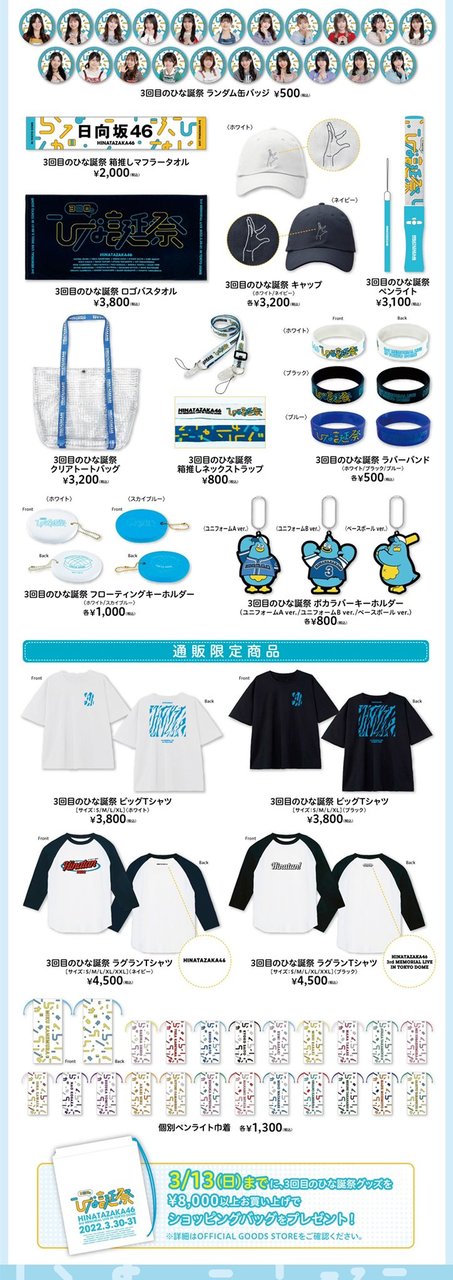 3回目のひな誕祭 ランダム缶バッジ ¥500(税込)
日向坂46
HINATAZAKA46
3回目のひな誕祭 箱推しマフラータオル
¥2,000(税込)
(ホワイト)
(ネイビー)
3回目の
ひな誕祭
HINATAZAKA46
3回目のひな誕祭 ロゴバスタオル
¥3,800(税込)
3回目のひな誕祭 キャップ
(ホワイト/ネイビー)
各¥3,200(税込)
3回目のひな誕祭
ペンライト
¥3,100(税込)
3回目のひな誕祭
クリアトートバッグ
¥3,200(税込)
HINATAZAKA46 ひな誕祭
3回目のひな誕祭
箱推しネックストラップ
¥800(税込)
Front Back
(ホワイト)
(ブラック)
(ブルー)
3回目のひな誕祭 ラバーバンド
(ホワイト/ブラック/ブルー)
各¥500(税込)
(ホワイト) (スカイブルー)
Front
Back
3回目のひな誕祭 フローティングキーホルダー
(ホワイト/スカイブルー)
各¥1,000(税込)
(ユニフォームA ver.) (ユニフォームB ver.) (ベースボール ver.)
3回目のひな誕祭 ポカラバーキーホルダー
(ユニフォームA ver./ユニフォームB ver./ベースボール ver.)
各¥800(税込)
通販限定商品
Front Back
3回目のひな誕祭 ビッグTシャツ
[サイズ:S/M/L/XL](ホワイト)
¥3,800(税込)
Front Back
3回目のひな誕祭 ビッグTシャツ
[サイズ:S/M/L/XL](ブラック)
¥3,800(税込)
Front Back
Hinatan
HINATAZAKA46
3回目のひな誕祭 ラグランTシャツ
[サイズ:S/M/L/XL/XXL](ネイビー)
¥4,500(税込)
Front Back
Hinatan!
HINATAZAKA46
3rd MEMORIAL LIVE
IN TOKYO DOME
3回目のひな誕祭 ラグランTシャツ
[サイズ:S/M/L/XL/XXL](ブラック)
¥4,500(税込)
Front Back
個別ペンライト巾着 各¥1,300(税込)
3回目の
ひな誕祭
HINATAZAKA46
2022.3.30-31
3/13(日)までに、3回目のひな誕祭グッズを
¥8,000以上お買い上げで
ショッピングバッグをプレゼント!
※詳細はOFFICIAL GOODS STOREをご確認ください。